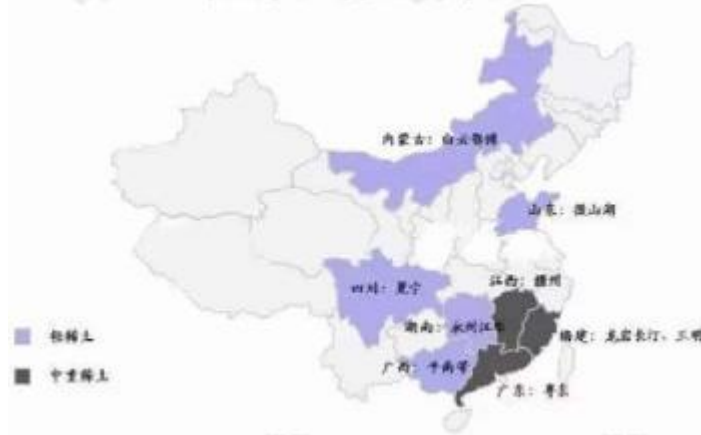 内蒙古：白云鄂博
山东：微山湖
江西：赣州
四川：冕宁
湖南：永州江华
福建：龙岩长汀、三明
广西：平南等
广东：粤东
轻稀土
中重稀土